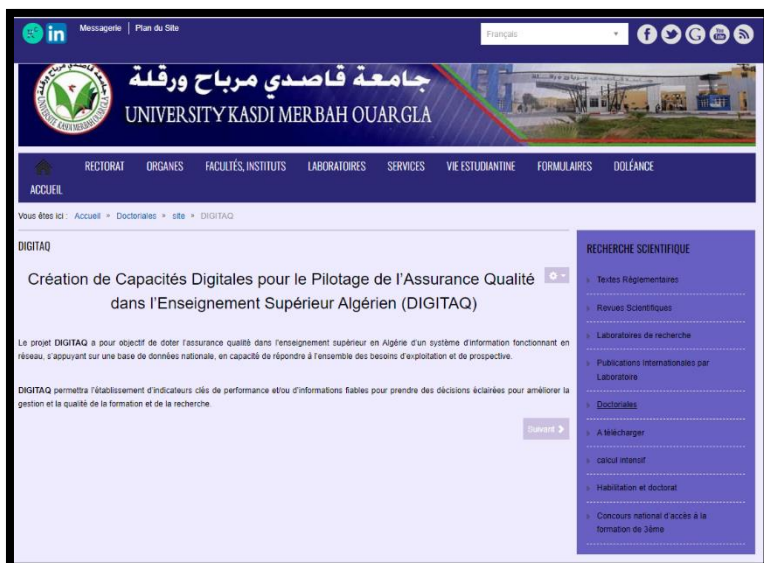 Messagerie | Plan du Site
Français
جامعة قاصدي مرباح ورقلة
UNIVERSITY KASDI MERBAH OUARGLA
RECTORAT ORGANES FACULTÉS, INSTITUTS LABORATOIRES SERVICES VIE ESTUDIANTINE FORMULAIRES DOLÉANCE
ACCUEIL
Vous êtes ici : Accueil » Doctoriales » site » DIGITAQ
DIGITAQ
Création de Capacités Digitales pour le Pilotage de l'Assurance Qualité
dans l'Enseignement Supérieur Algérien (DIGITAQ)
Le projet DIGITAQ a pour objectif de doter l'assurance qualité dans l'enseignement supérieur en Algérie d'un système d'information fonctionnant en
réseau, s'appuyant sur une base de données nationale, en capacité de répondre à l'ensemble des besoins d'exploitation et de prospective.
DIGITAQ permettra l'établissement d'indicateurs clés de performance et/ou d'informations fiables pour prendre des décisions éclairées pour améliorer la
gestion et la qualité de la formation et de la recherche.
Suivant
RECHERCHE SCIENTIFIQUE
Textes Réglementaires
Revues Scientifiques
Laboratoires de recherche
Publications Internationales par
Laboratoire
Doctoriales
A télécharger
calcul intensif
Habilitation et doctorat
Concours national d'accès à la
formation de 3ème